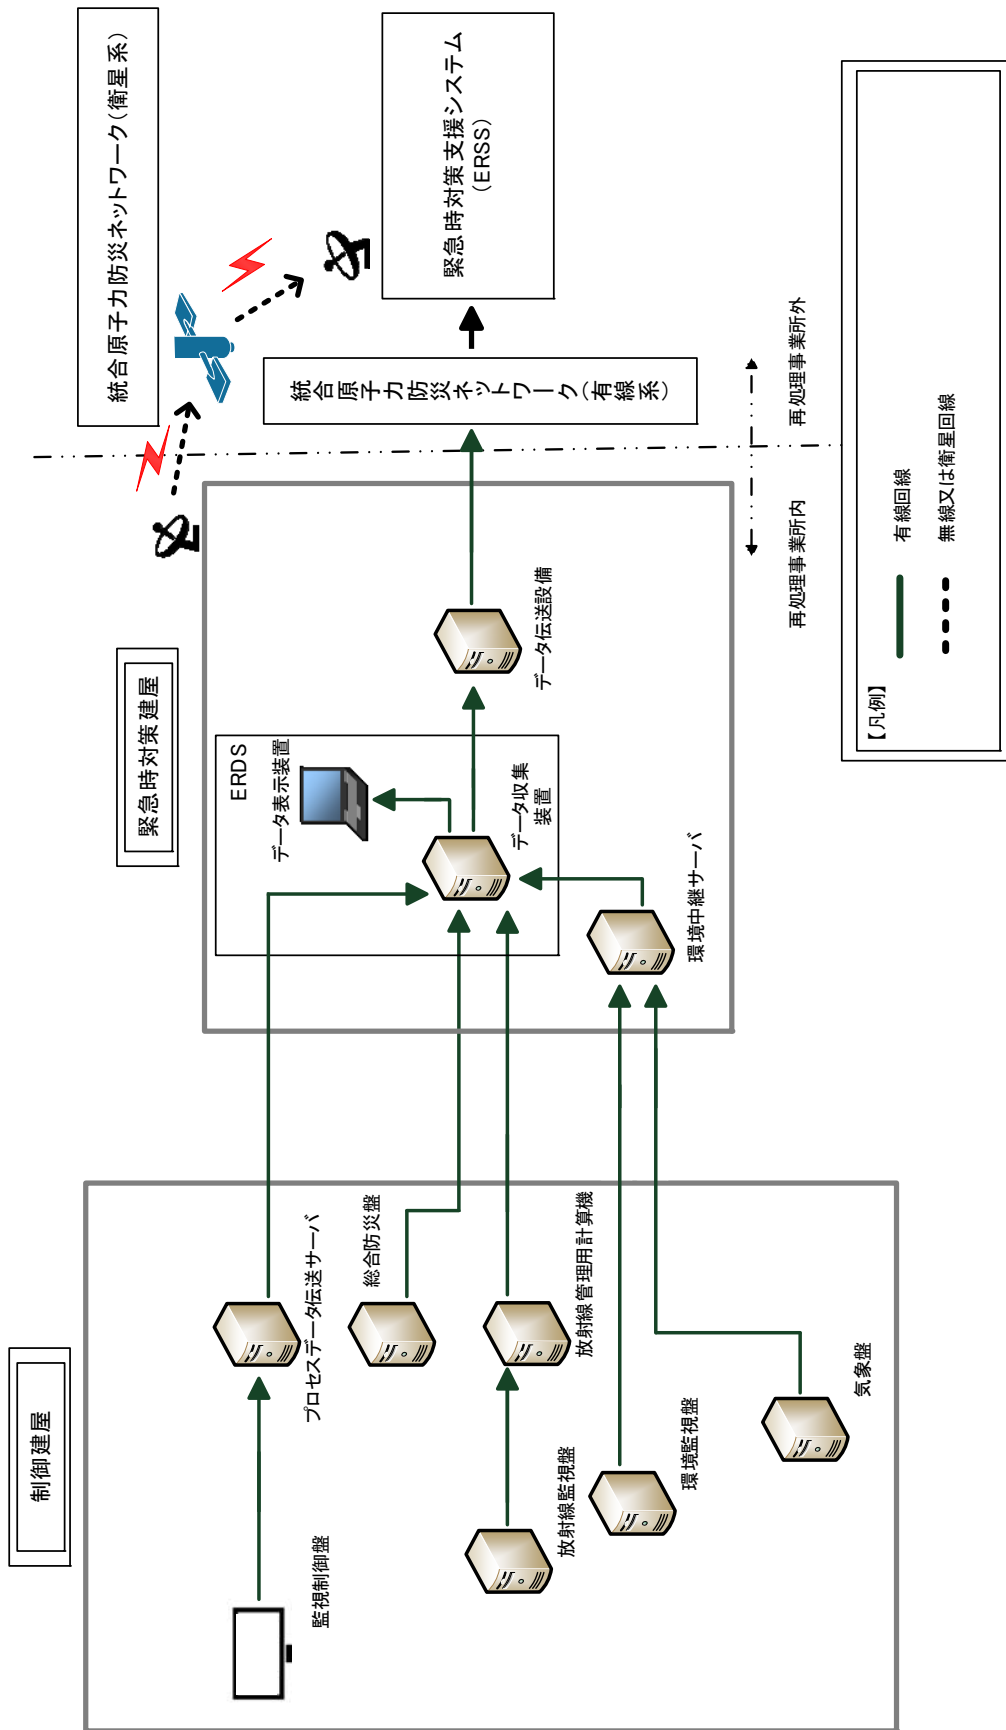 制御建屋
監視制御盤
プロセスデータ伝送サーバ
総合防災盤
放射線監視盤
放射線管理用計算機
環境監視盤
気象盤
緊急時対策建屋
ERDS
データ表示装置
データ収集
装置
データ伝送設備
環境中継サーバ
統合原子力防災ネットワーク(衛星系)
統合原子力防災ネットワーク(有線系)
緊急時対策支援システム
(ERSS)
再処理事業所内
再処理事業所外
【凡例】
有線回線
無線又は衛星回線